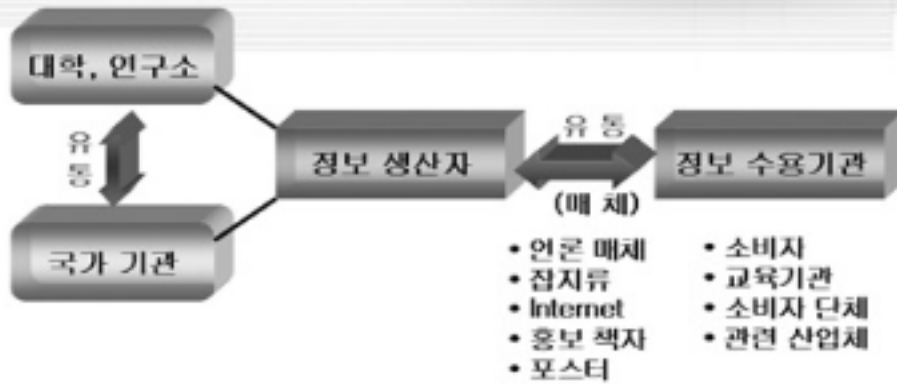 대학, 연구소
유통
국가 기관
정보 생산자
유 통
(매 체)
정보 수용기관
• 언론 매체
• 잡지류
• Internet
• 홍보 책자
• 포스터
• 소비자
• 교육기관
• 소비자 단체
• 관련 산업체